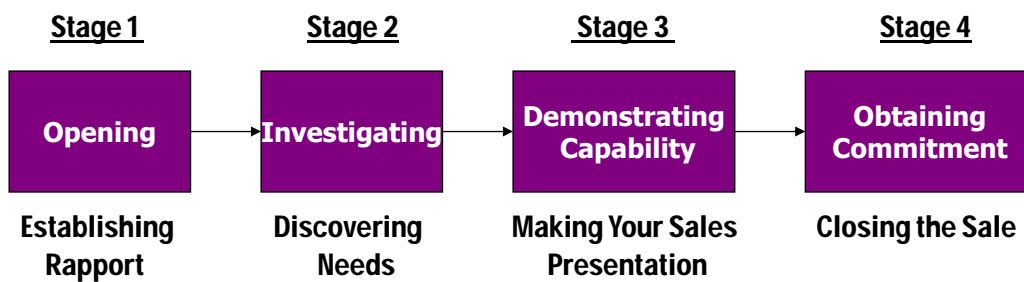 Stage 1
Stage 2
Stage 3
Stage 4
Opening
Investigating
Demonstrating
Capability
Obtaining
Commitment
Establishing
Rapport
Discovering
Needs
Making Your Sales
Presentation
Closing the Sale